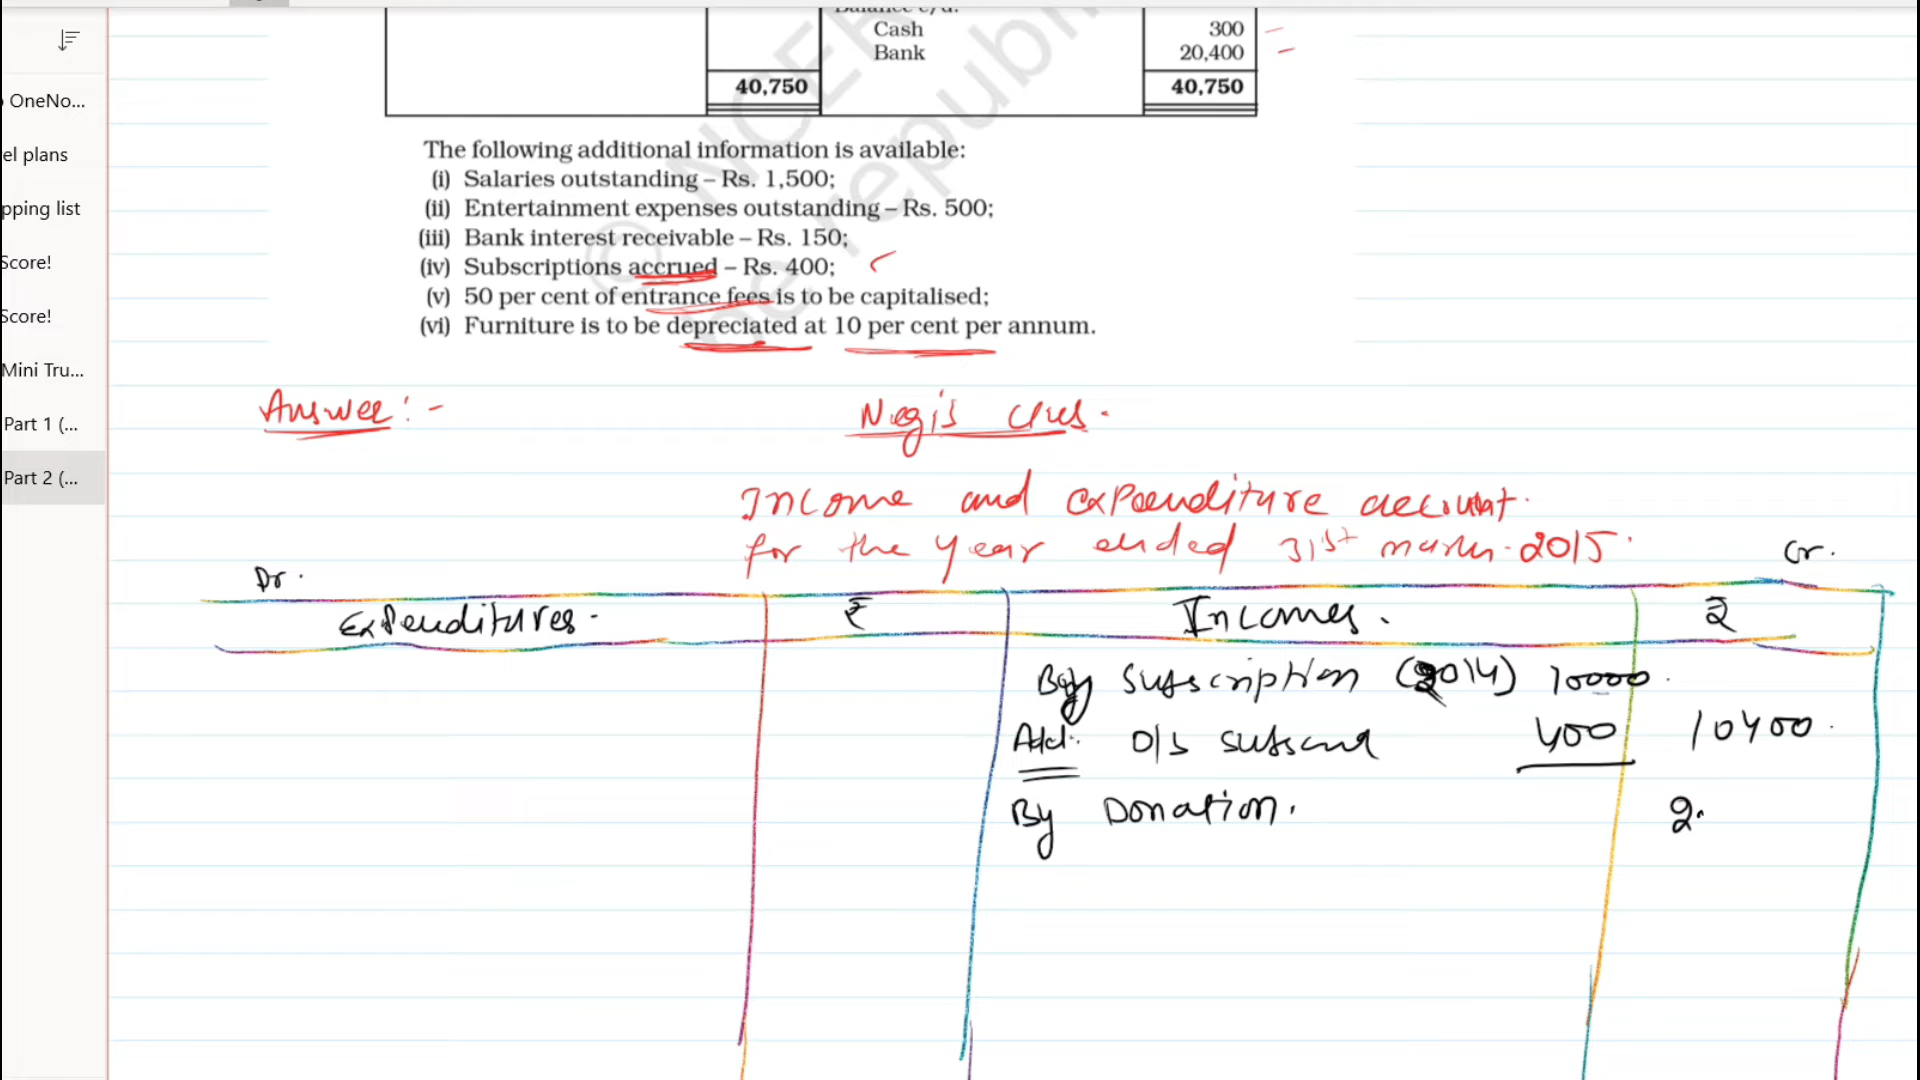 Cash 300
Bank 20,400
40,750 40,750
The following additional information is available:
(i) Salaries outstanding – Rs. 1,500;
(ii) Entertainment expenses outstanding – Rs. 500;
(iii) Bank interest receivable – Rs. 150;
(iv) Subscriptions accrued – Rs. 400;
(v) 50 per cent of entrance fees is to be capitalised;
(vi) Furniture is to be depreciated at 10 per cent per annum.
OneNo...
el plans
pping list
Score!
Score!
Mini Tru...
Part 1 (...
Part 2 (...
Answer:-
Negi's
Income and expenditure account.
for the year ended 31st march-2015.
Dr. Cr.
Expenditures- ₹ Incomes. ₹
By Subscription (2014) 10000
Add:- O/s 400 10400
By Donation. 2.